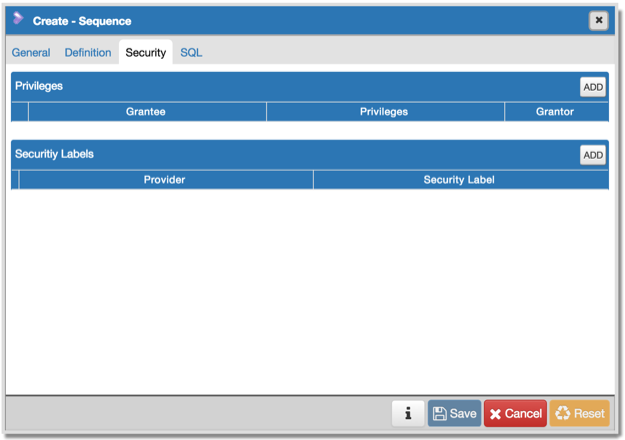 Create - Sequence
General Definition Security SQL
Privileges ADD
Grantee Privileges Grantor
Securitiy Labels ADD
Provider Security Label
i Save Cancel Reset